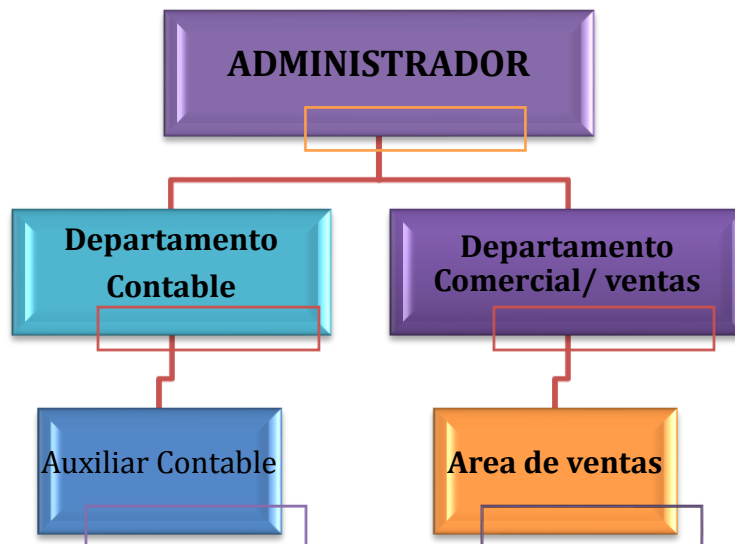 ADMINISTRADOR
Departamento
Contable
Departamento
Comercial/ ventas
Auxiliar Contable
Area de ventas